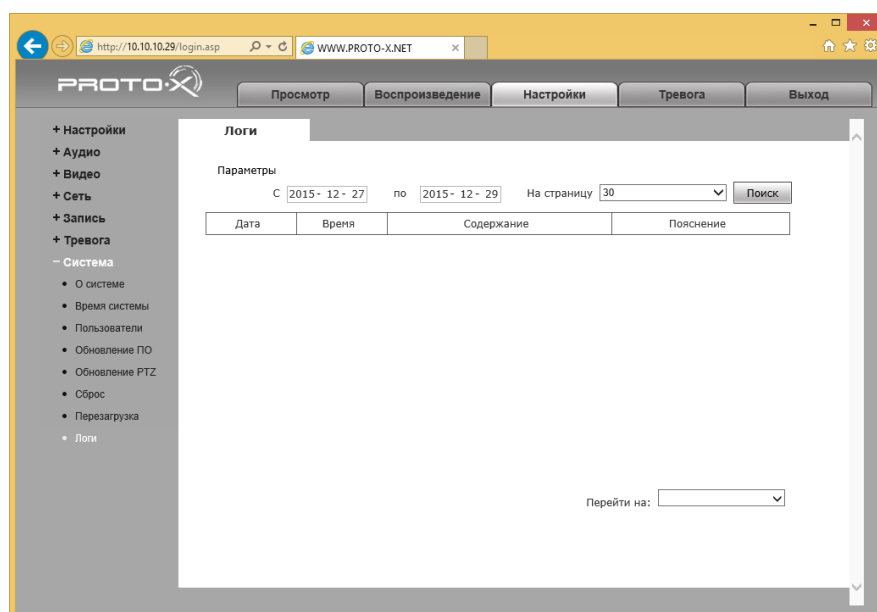 http://10.10.10.29/login.asp
WWW.PROTO-X.NET
PROTO-X
Просмотр
Воспроизведение
Настройки
Тревога
Выход
+ Настройки
+ Аудио
+ Видео
+ Сеть
+ Запись
+ Тревога
− Система
• О системе
• Время системы
• Пользователи
• Обновление ПО
• Обновление PTZ
• Сброс
• Перезагрузка
• Логи
Логи
Параметры
С 2015- 12- 27 по 2015- 12- 29 На страницу 30 Поиск
Дата Время Содержание Пояснение
Перейти на: